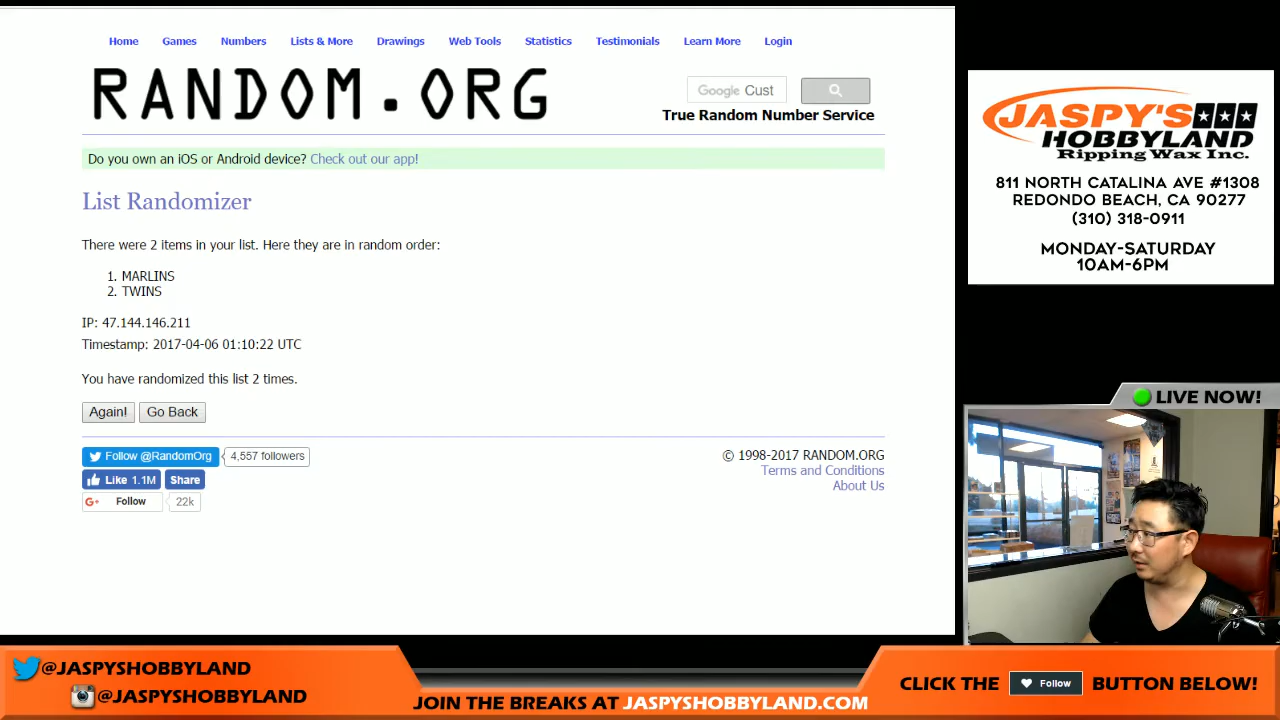 Home Games Numbers Lists & More Drawings Web Tools Statistics Testimonials Learn More Login
RANDOM.ORG
Google Cust
True Random Number Service
Do you own an iOS or Android device? Check out our app!
List Randomizer
There were 2 items in your list. Here they are in random order:
1. MARLINS
2. TWINS
IP: 47.144.146.211
Timestamp: 2017-04-06 01:10:22 UTC
You have randomized this list 2 times.
Again! Go Back
Follow @RandomOrg 4,557 followers
Like 1.1M Share
G+ Follow 22k
© 1998-2017 RANDOM.ORG
Terms and Conditions
About Us
JASPY'S
HOBBYLAND
Ripping Wax Inc.
811 NORTH CATALINA AVE #1308
REDONDO BEACH, CA 90277
(310) 318-0911
MONDAY-SATURDAY
10AM-6PM
LIVE NOW!
@JASPYSHOBBYLAND
@JASPYSHOBBYLAND
JOIN THE BREAKS AT JASPYSHOBBYLAND.COM
CLICK THE Follow BUTTON BELOW!